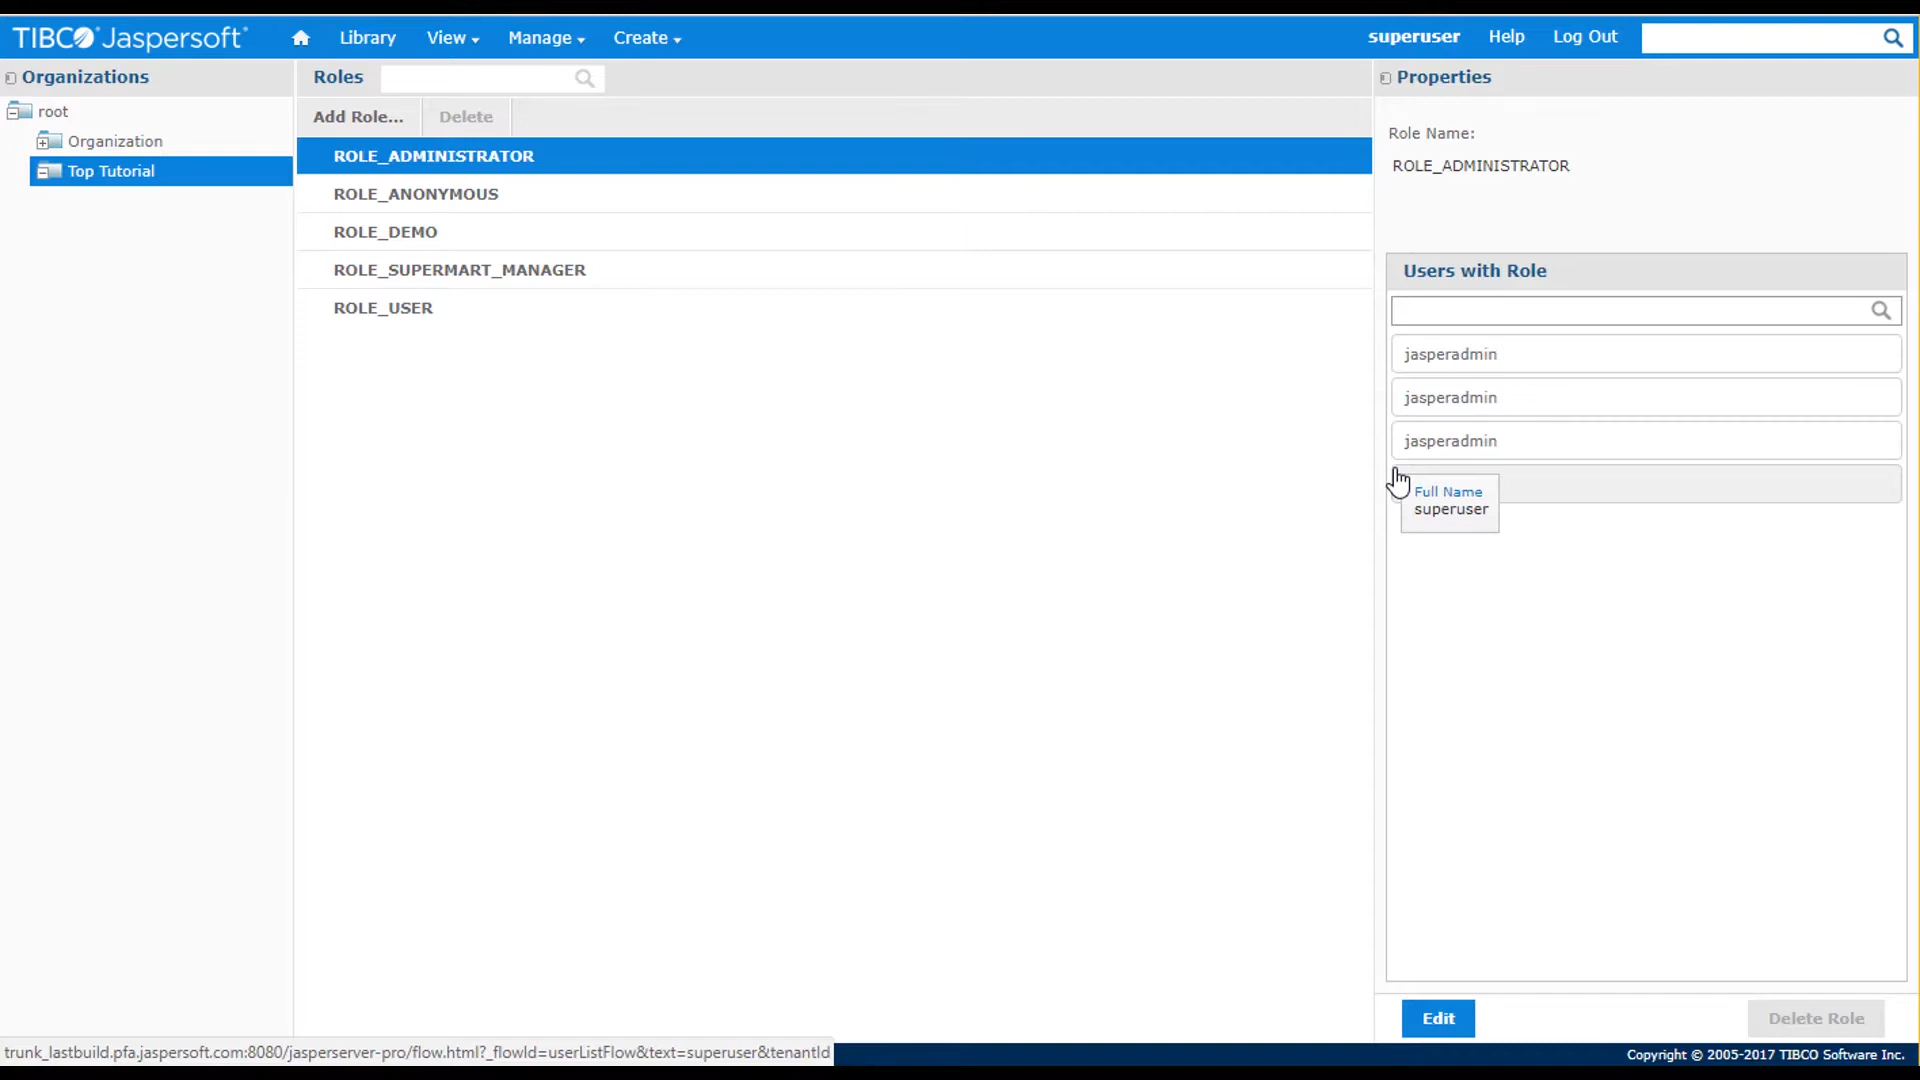 TIBCO Jaspersoft
Library
View
Manage
Create
superuser
Help
Log Out
Organizations
root
Organization
Top Tutorial
Roles
Add Role...
Delete
ROLE_ADMINISTRATOR
ROLE_ANONYMOUS
ROLE_DEMO
ROLE_SUPERMART_MANAGER
ROLE_USER
Properties
Role Name:
ROLE_ADMINISTRATOR
Users with Role
jasperadmin
jasperadmin
jasperadmin
Full Name
superuser
Edit
Delete Role
trunk_lastbuild.pfa.jaspersoft.com:8080/jasperserver-pro/flow.html?_flowId=userListFlow&text=superuser&tenantId
Copyright © 2005-2017 TIBCO Software Inc.